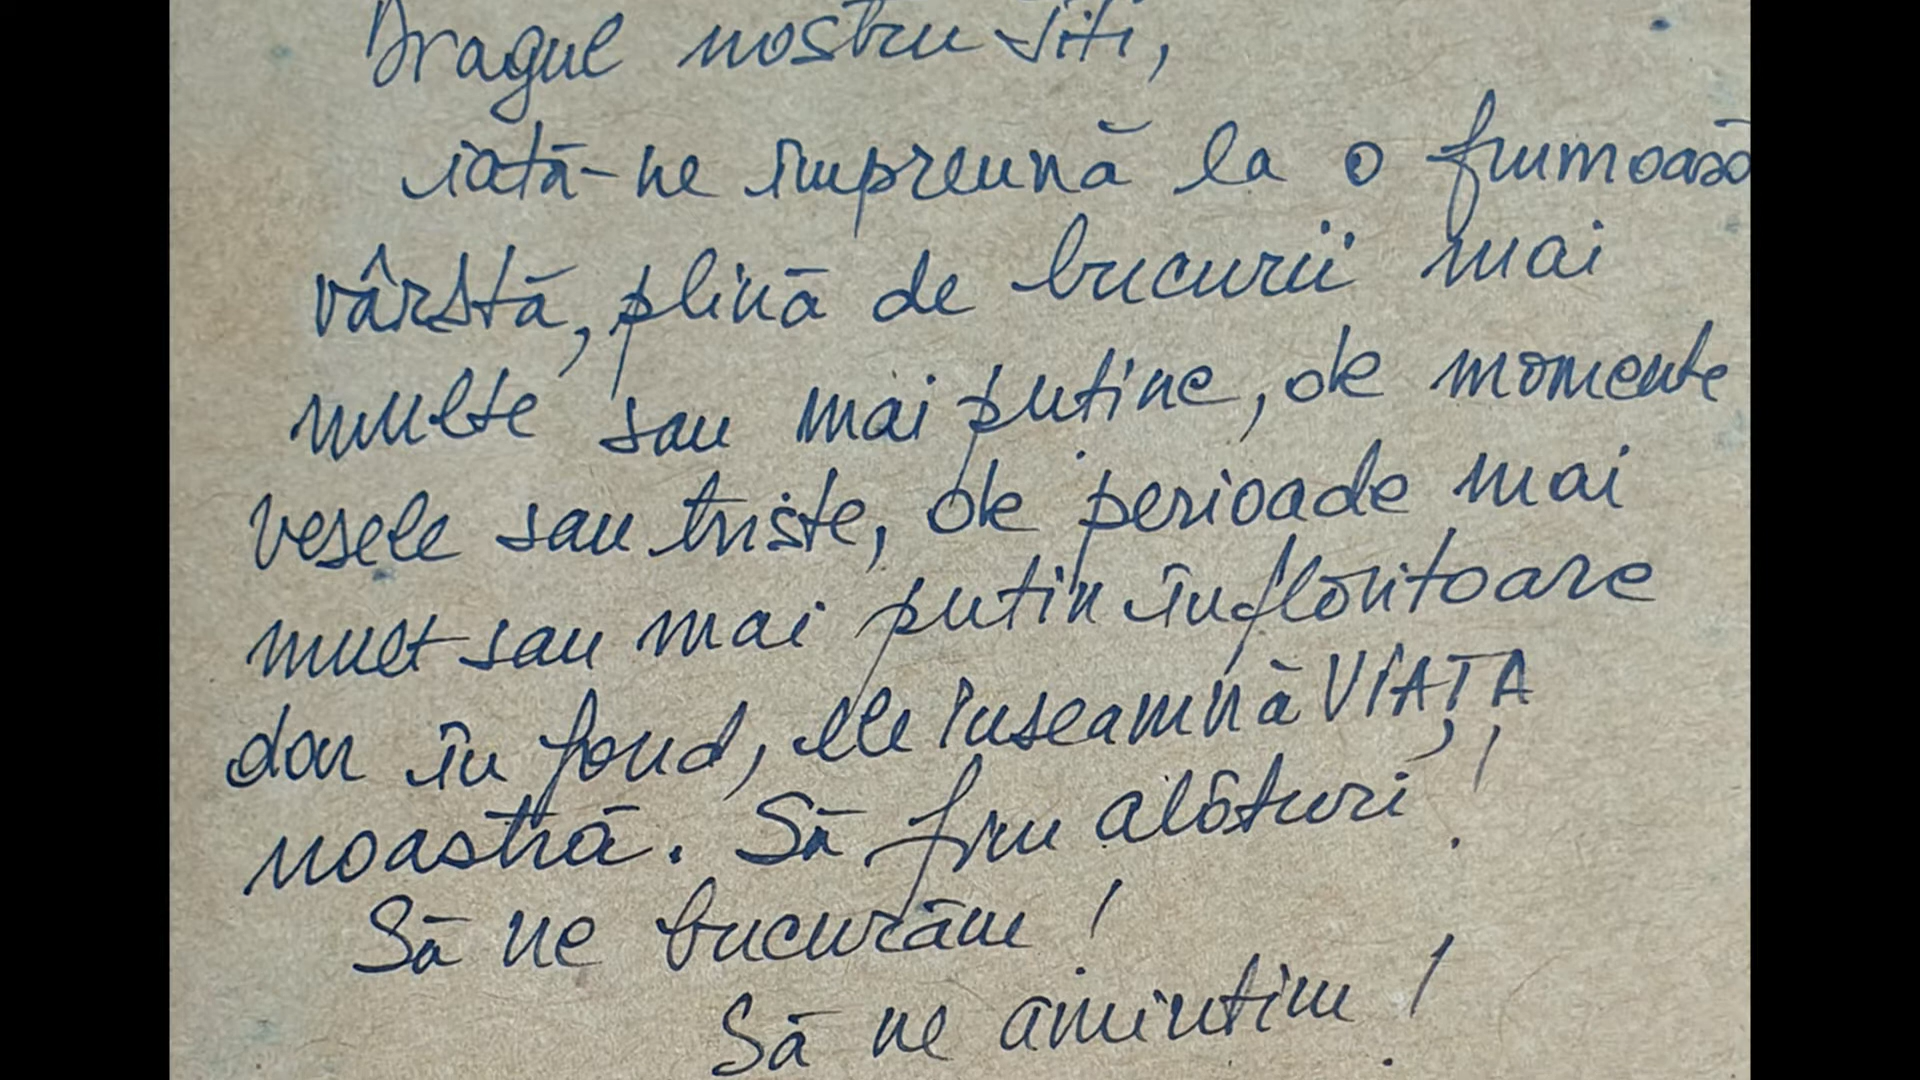 Dragul nostru Titi,
iată-ne împreună la o frumoasă
vârstă, plină de bucurii mai
multe sau mai putine, de momente
vesele sau triste, de perioade mai
mult sau mai putin înfloritoare
dar în fond, ele înseamnă VIAȚA
noastră. Să fim alături!
Să ne bucurăm!
Să ne amintim!